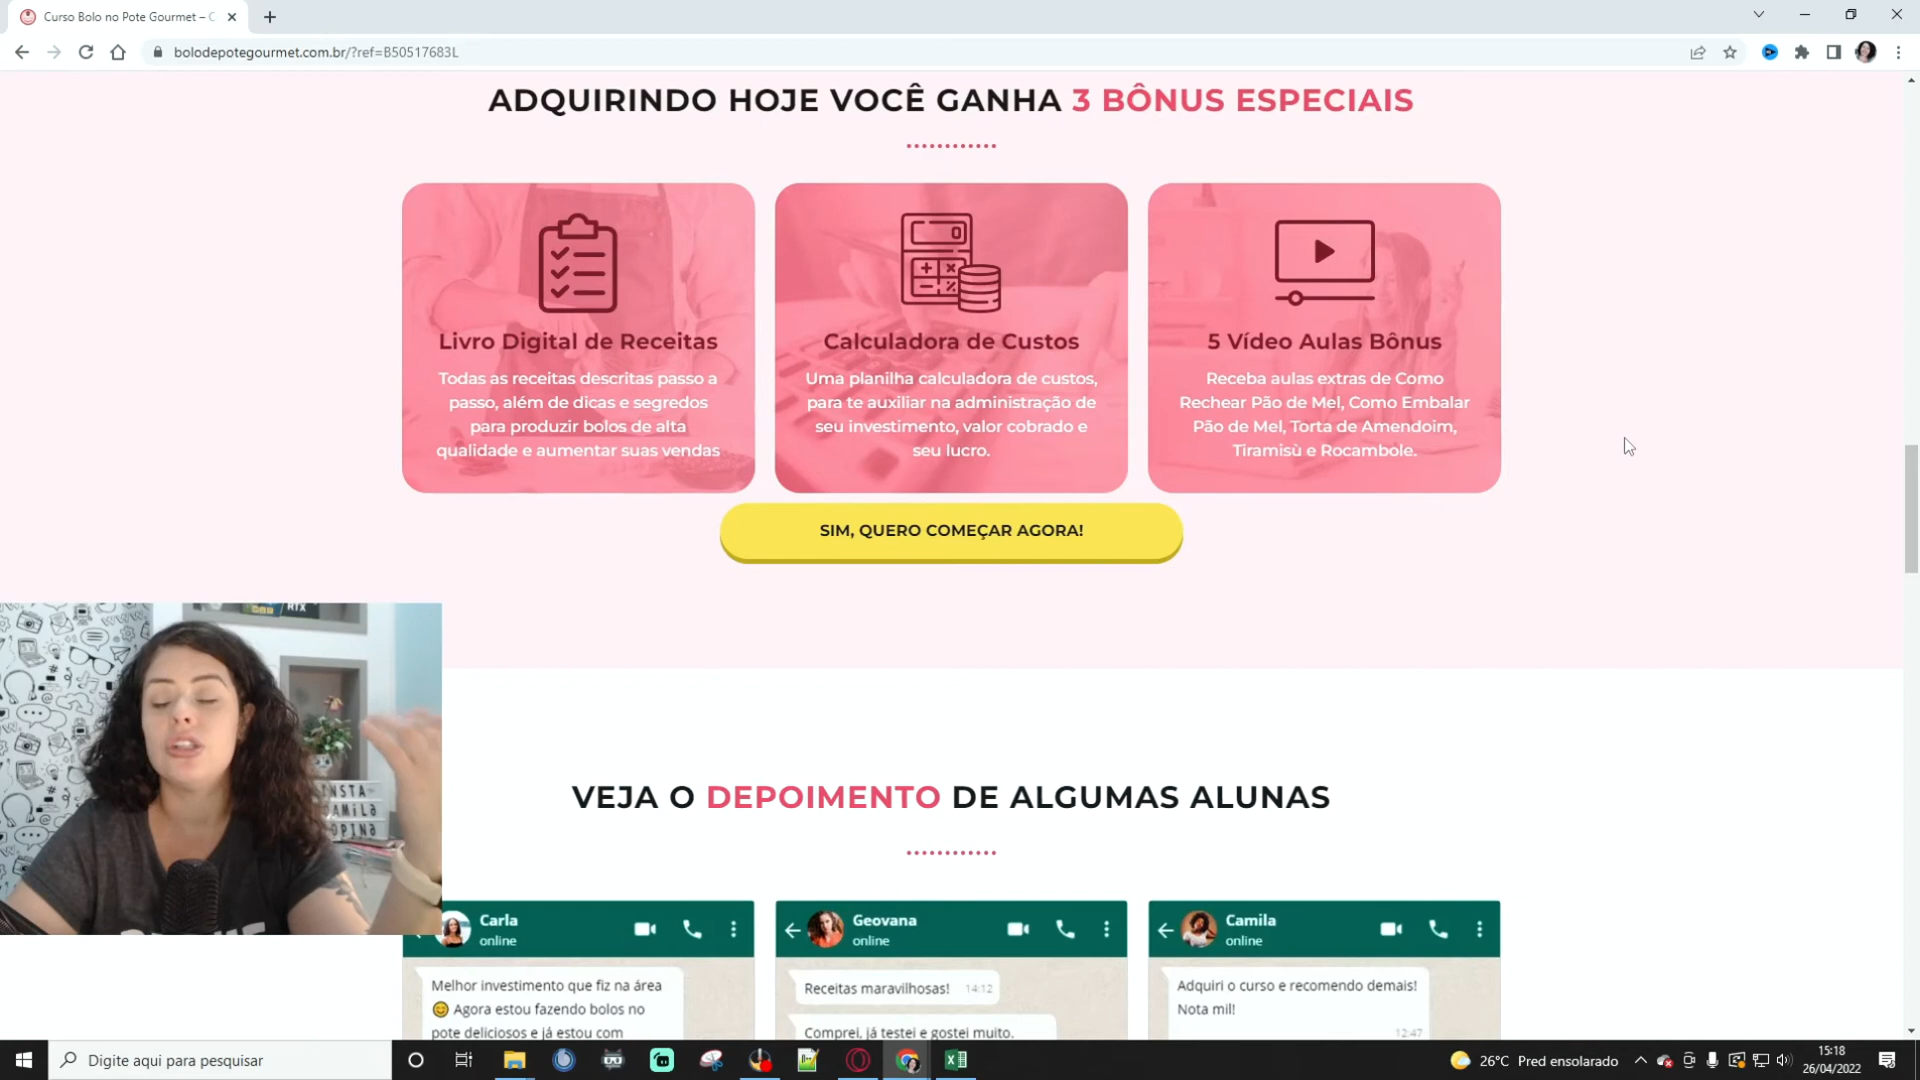 Curso Bolo no Pote Gourmet – C
bolodepotegourmet.com.br/?ref=B50517683L
ADQUIRINDO HOJE VOCÊ GANHA 3 BÔNUS ESPECIAIS
Livro Digital de Receitas
Todas as receitas descritas passo a
passo, além de dicas e segredos
para produzir bolos de alta
qualidade e aumentar suas vendas
Calculadora de Custos
Uma planilha calculadora de custos,
para te auxiliar na administração de
seu investimento, valor cobrado e
seu lucro.
5 Vídeo Aulas Bônus
Receba aulas extras de Como
Rechear Pão de Mel, Como Embalar
Pão de Mel, Torta de Amendoim,
Tiramisù e Rocambole.
SIM, QUERO COMEÇAR AGORA!
RTX
INSTA
AMILA
OPINA
VEJA O DEPOIMENTO DE ALGUMAS ALUNAS
Carla
online
Melhor investimento que fiz na área
Agora estou fazendo bolos no
pote deliciosos e já estou com
Geovana
online
Receitas maravilhosas! 14:12
Comprei, já testei e gostei muito.
Camila
online
Adquiri o curso e recomendo demais!
Nota mil!
12:47
Digite aqui para pesquisar
26°C Pred ensolarado
15:18
26/04/2022